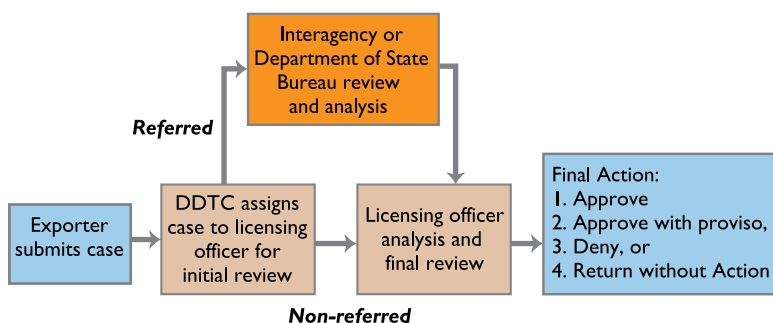 Interagency or
Department of State
Bureau review
and analysis
Referred
Exporter
submits case
DDTC assigns
case to licensing
officer for
initial review
Licensing officer
analysis and
final review
Final Action:
1. Approve
2. Approve with proviso,
3. Deny, or
4. Return without Action
Non-referred